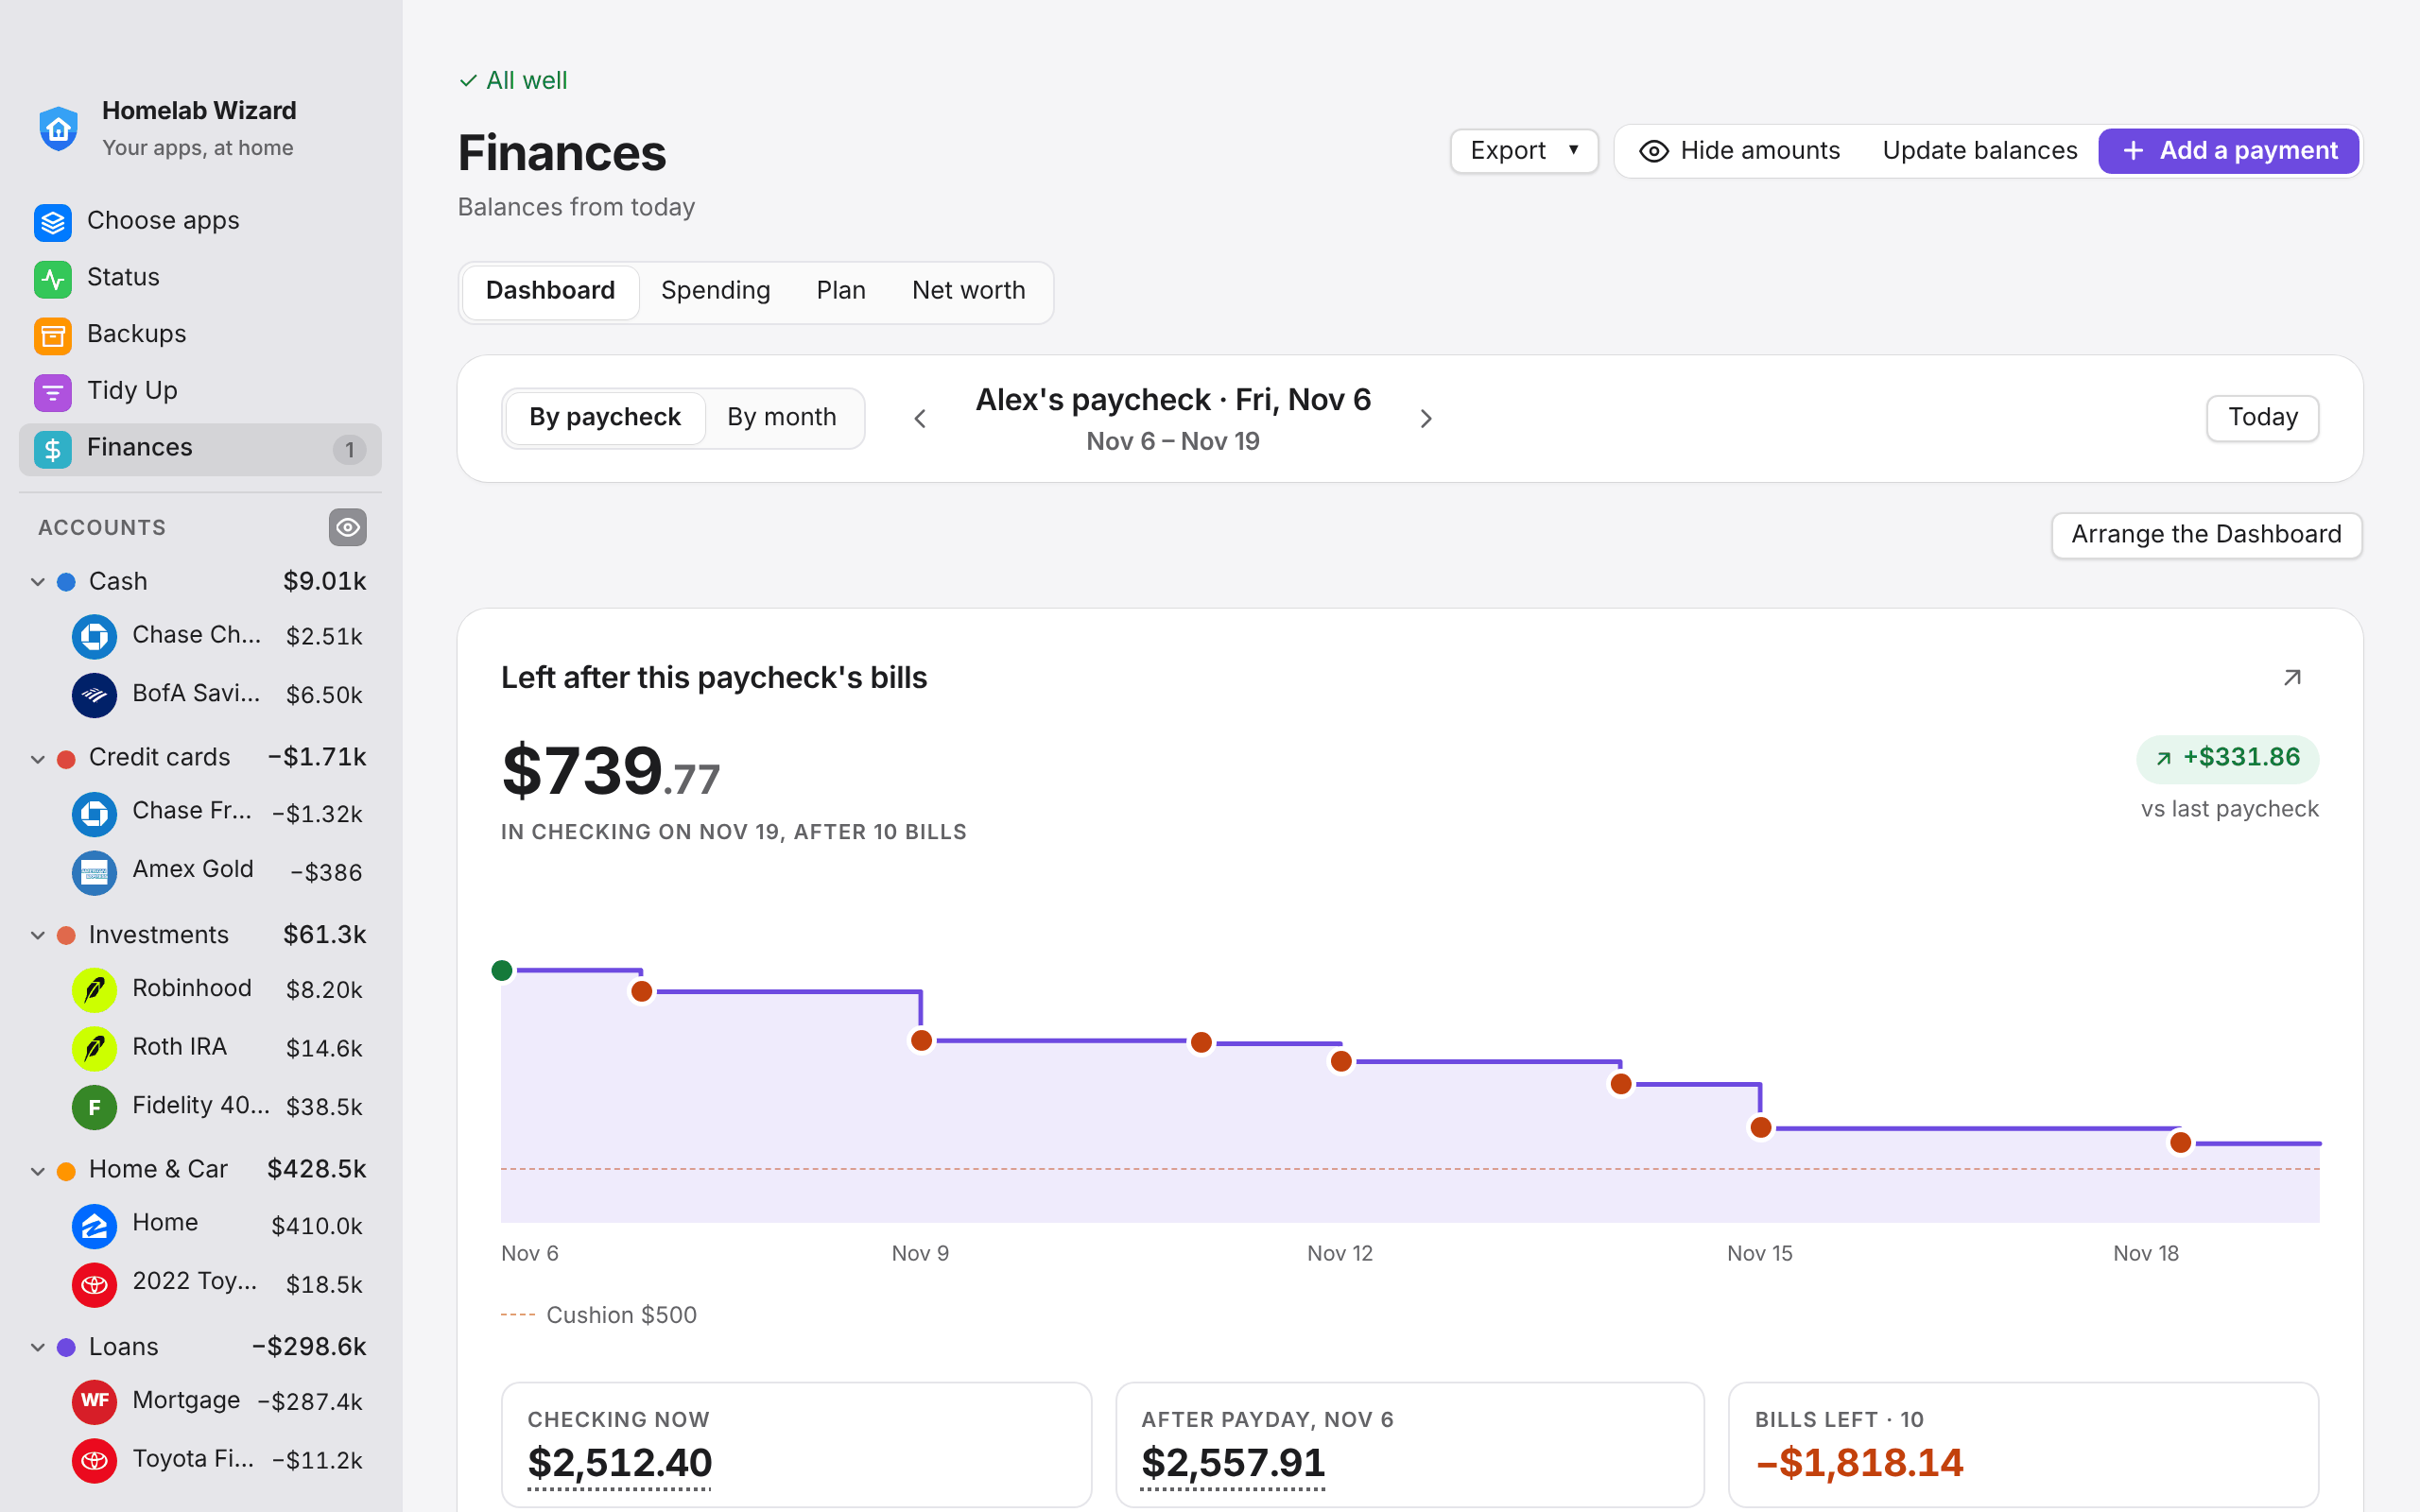 Homelab Wizard
Your apps, at home
Choose apps
Status
Backups
Tidy Up
Finances 1
ACCOUNTS
Cash $9.01k
Chase Ch... $2.51k
BofA Savi... $6.50k
Credit cards −$1.71k
Chase Fr... −$1.32k
Amex Gold −$386
Investments $61.3k
Robinhood $8.20k
Roth IRA $14.6k
F Fidelity 40... $38.5k
Home & Car $428.5k
Home $410.0k
2022 Toy... $18.5k
Loans −$298.6k
WF Mortgage −$287.4k
Toyota Fi... −$11.2k
All well
Finances
Balances from today
Export
Hide amounts
Update balances
+ Add a payment
Dashboard Spending Plan Net worth
By paycheck By month
Alex's paycheck · Fri, Nov 6
Nov 6 – Nov 19
Today
Arrange the Dashboard
Left after this paycheck's bills
$739.77
IN CHECKING ON NOV 19, AFTER 10 BILLS
+$331.86
vs last paycheck
Nov 6 Nov 9 Nov 12 Nov 15 Nov 18
Cushion $500
CHECKING NOW
$2,512.40
AFTER PAYDAY, NOV 6
$2,557.91
BILLS LEFT · 10
−$1,818.14